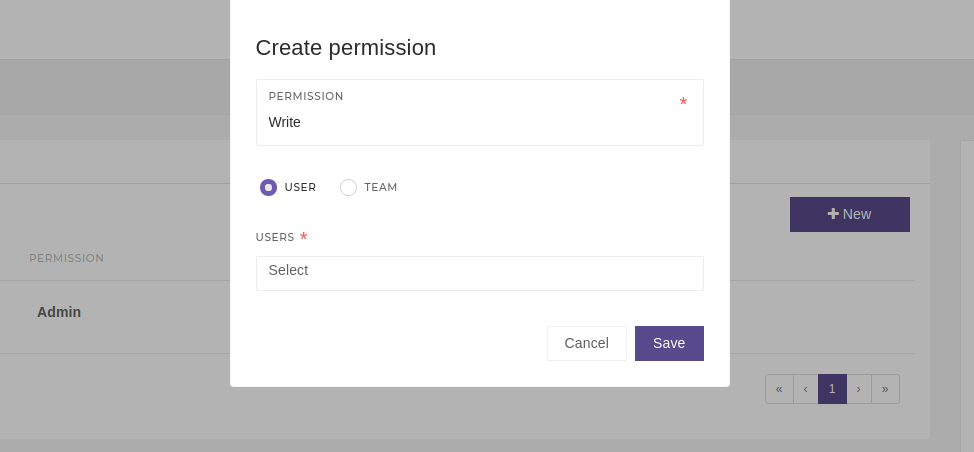 Create permission
PERMISSION
*
Write
USER TEAM
+ New
USERS *
PERMISSION
Select
Admin
Cancel Save
« ‹ 1 › »